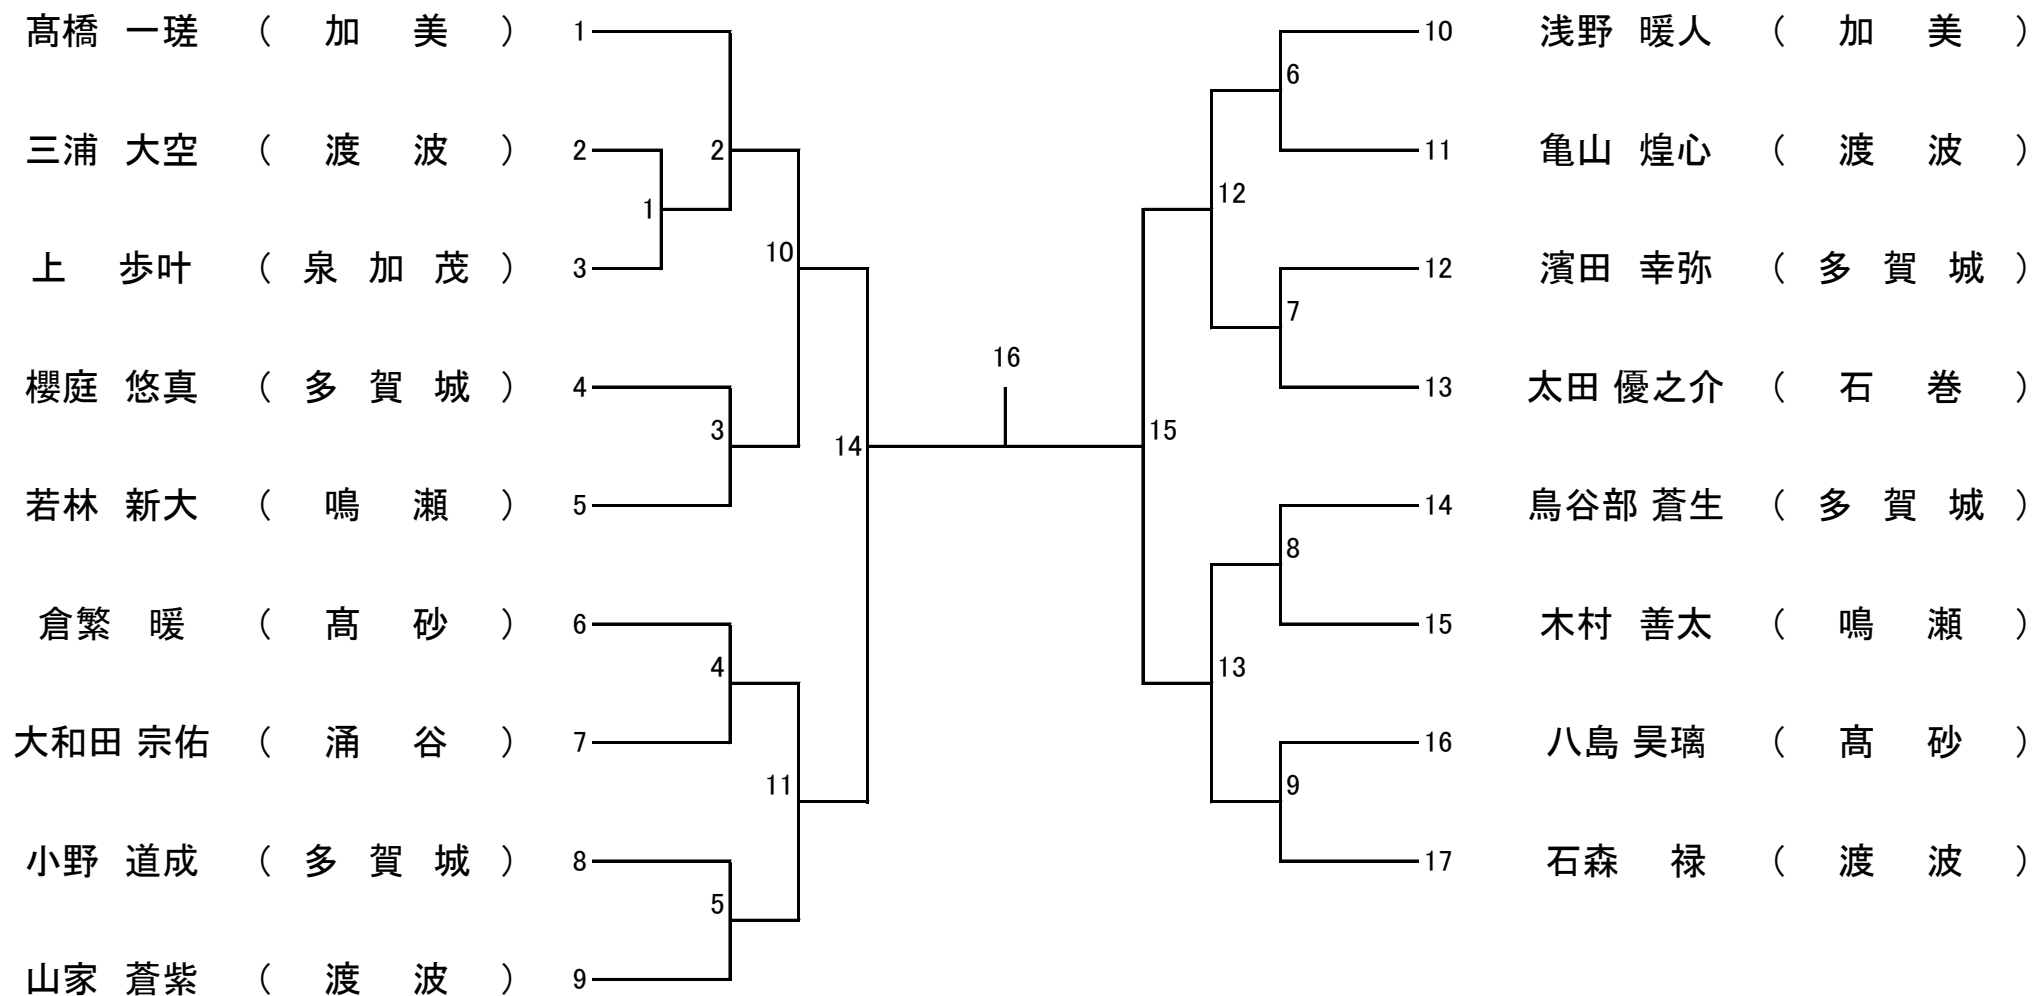 髙橋 一瑳 （ 加 美 ） 1
三浦 大空 （ 渡 波 ） 2
上 歩叶 （ 泉 加 茂 ） 3
櫻庭 悠真 （ 多 賀 城 ） 4
若林 新大 （ 鳴 瀬 ） 5
倉繁 暖 （ 髙 砂 ） 6
大和田 宗佑 （ 涌 谷 ） 7
小野 道成 （ 多 賀 城 ） 8
山家 蒼紫 （ 渡 波 ） 9
1
2
3
4
5
10
11
14
16
15
12
13
6
7
8
9
10 浅野 暖人 （ 加 美 ）
11 亀山 煌心 （ 渡 波 ）
12 濱田 幸弥 （ 多 賀 城 ）
13 太田 優之介 （ 石 巻 ）
14 鳥谷部 蒼生 （ 多 賀 城 ）
15 木村 善太 （ 鳴 瀬 ）
16 八島 昊璃 （ 髙 砂 ）
17 石森 禄 （ 渡 波 ）